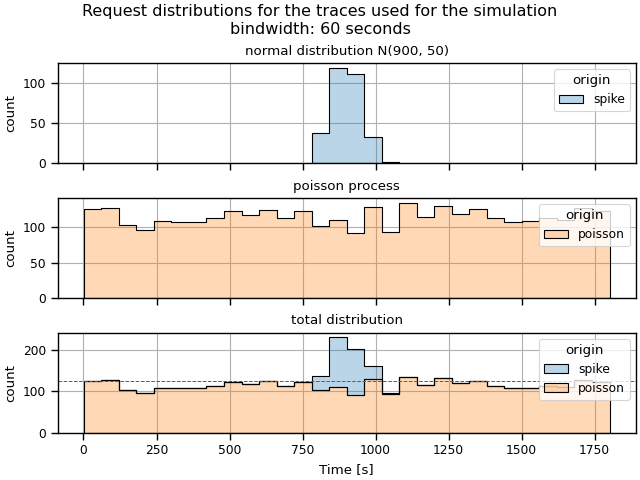 Request distributions for the traces used for the simulation
bindwidth: 60 seconds
normal distribution N(900, 50)
100
50
0
count
origin
spike
poisson process
100
50
0
count
origin
poisson
total distribution
200
100
0
count
origin
spike
poisson
0 250 500 750 1000 1250 1500 1750
Time [s]